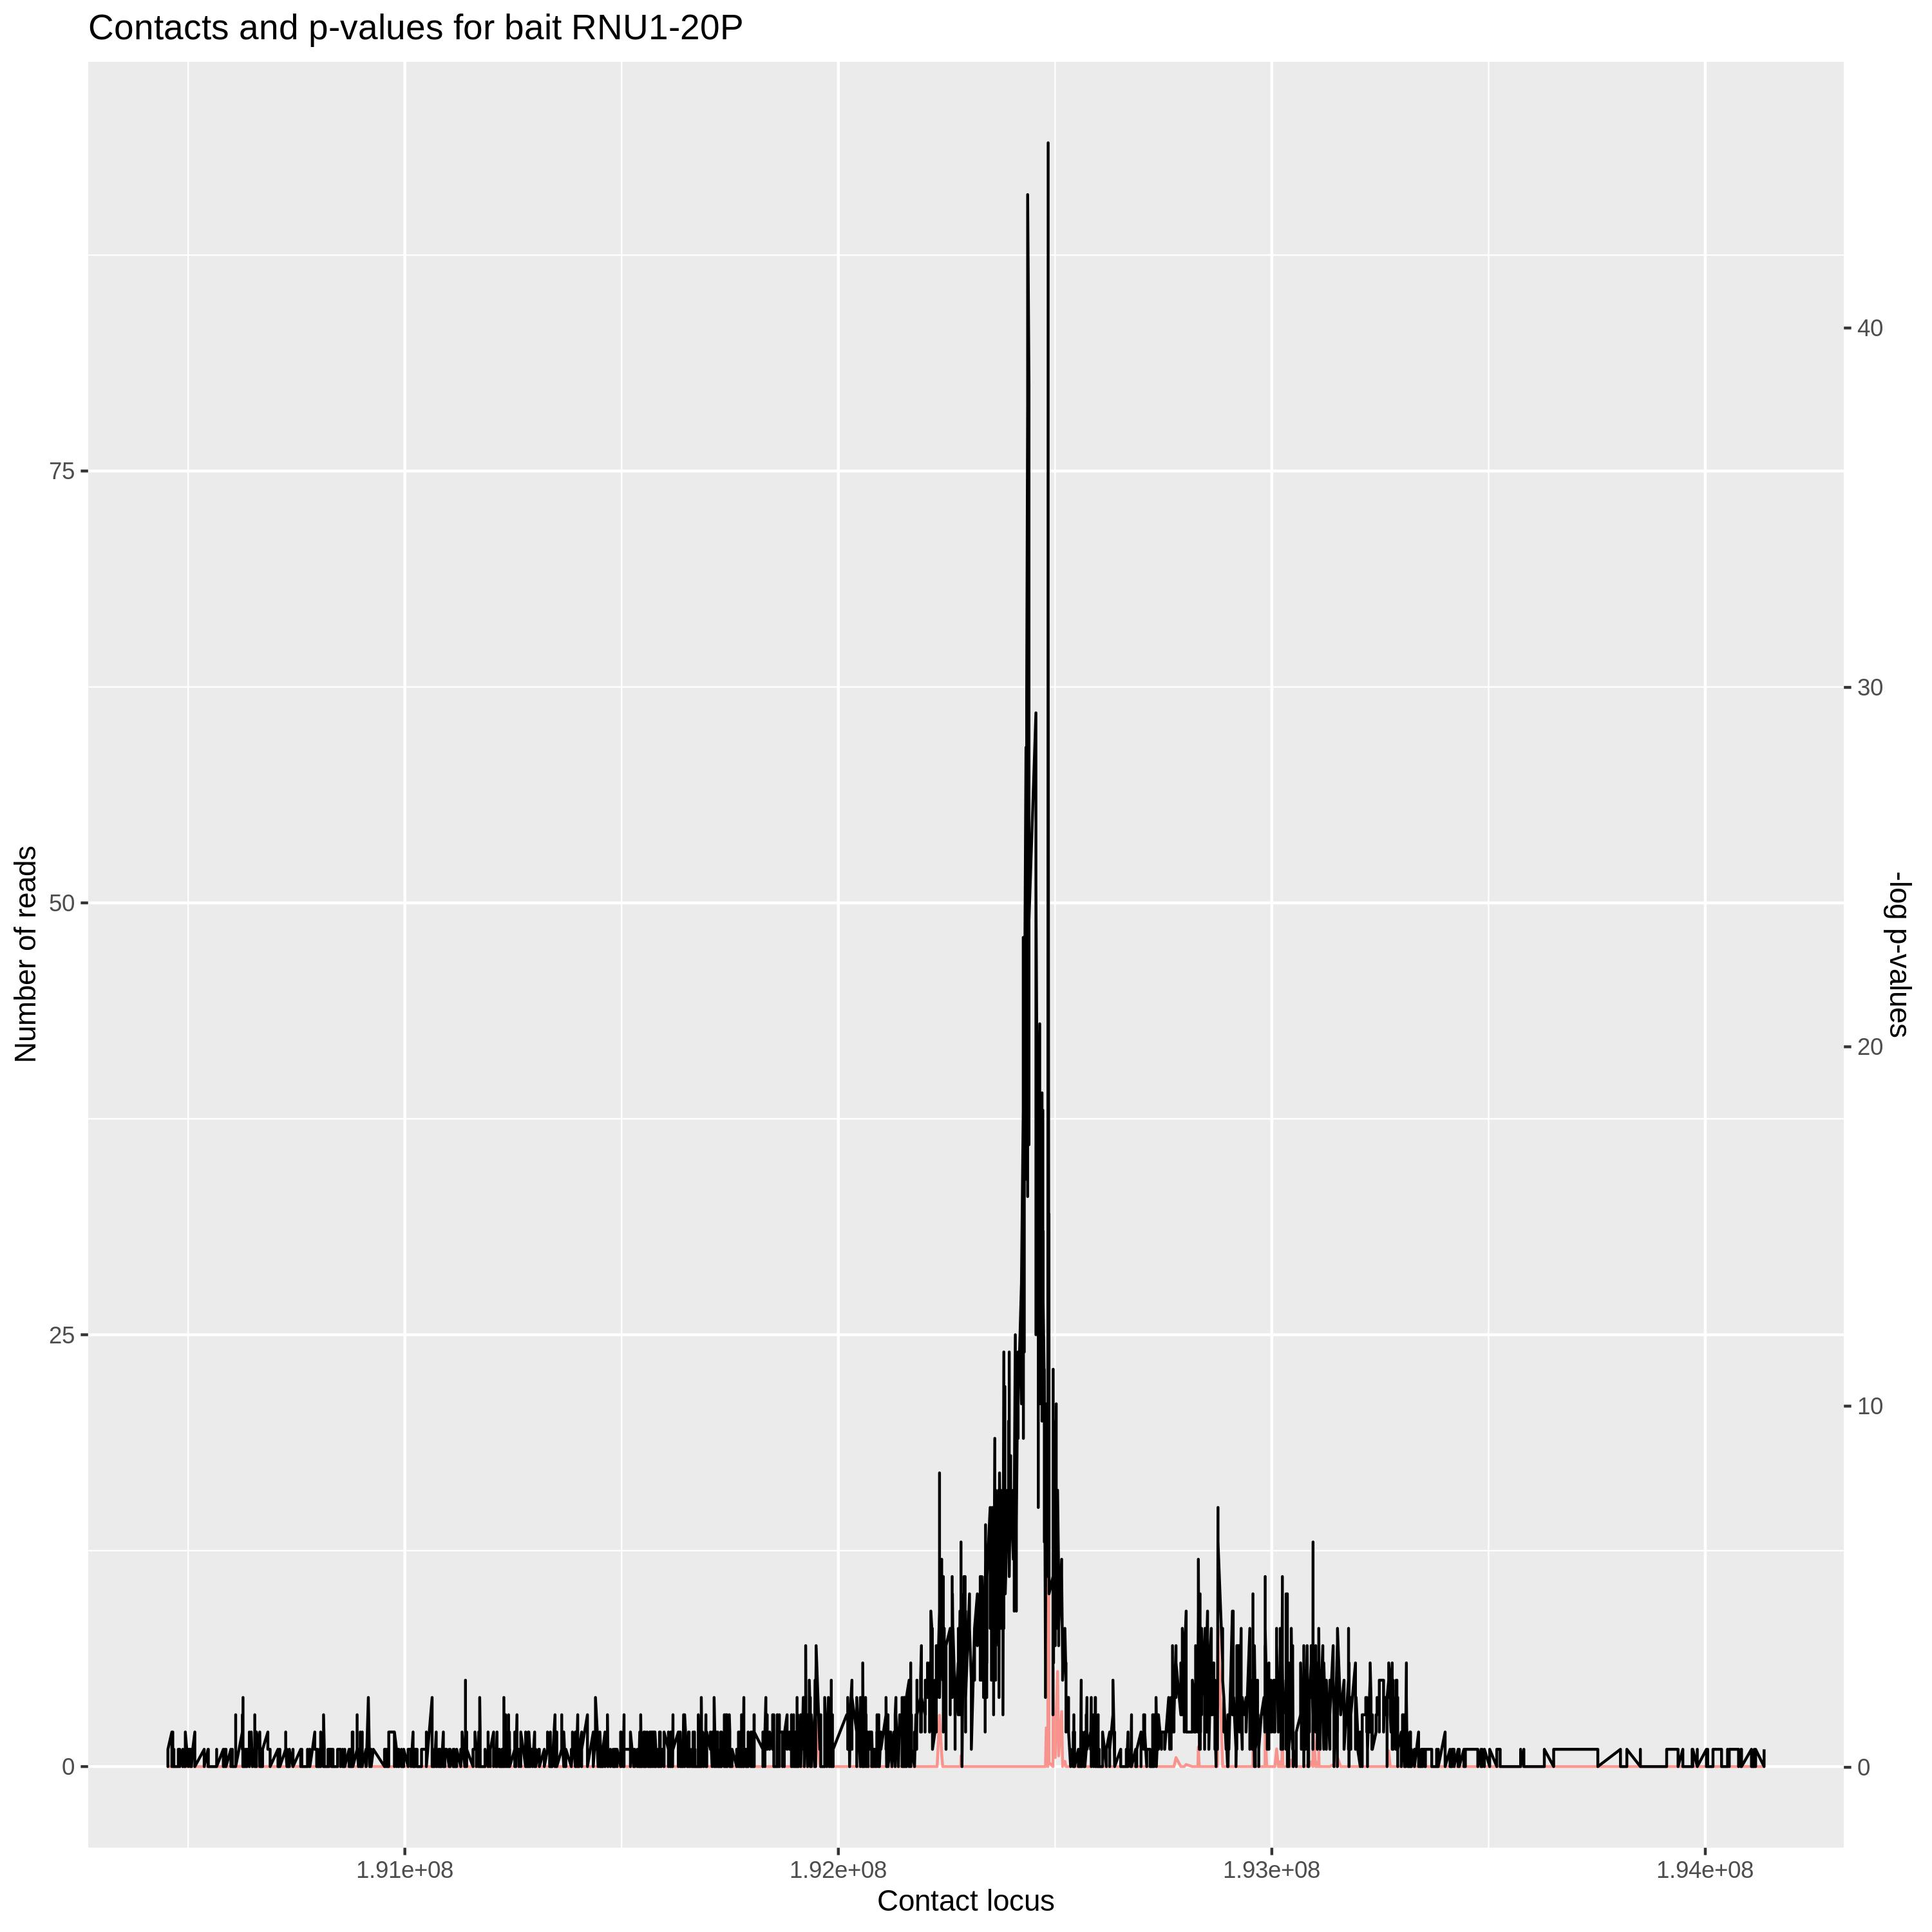 Contacts and p-values for bait RNU1-20P
Number of reads
75
50
25
0
40
30
20
10
0
-log p-values
1.91e+08
1.92e+08
1.93e+08
1.94e+08
Contact locus